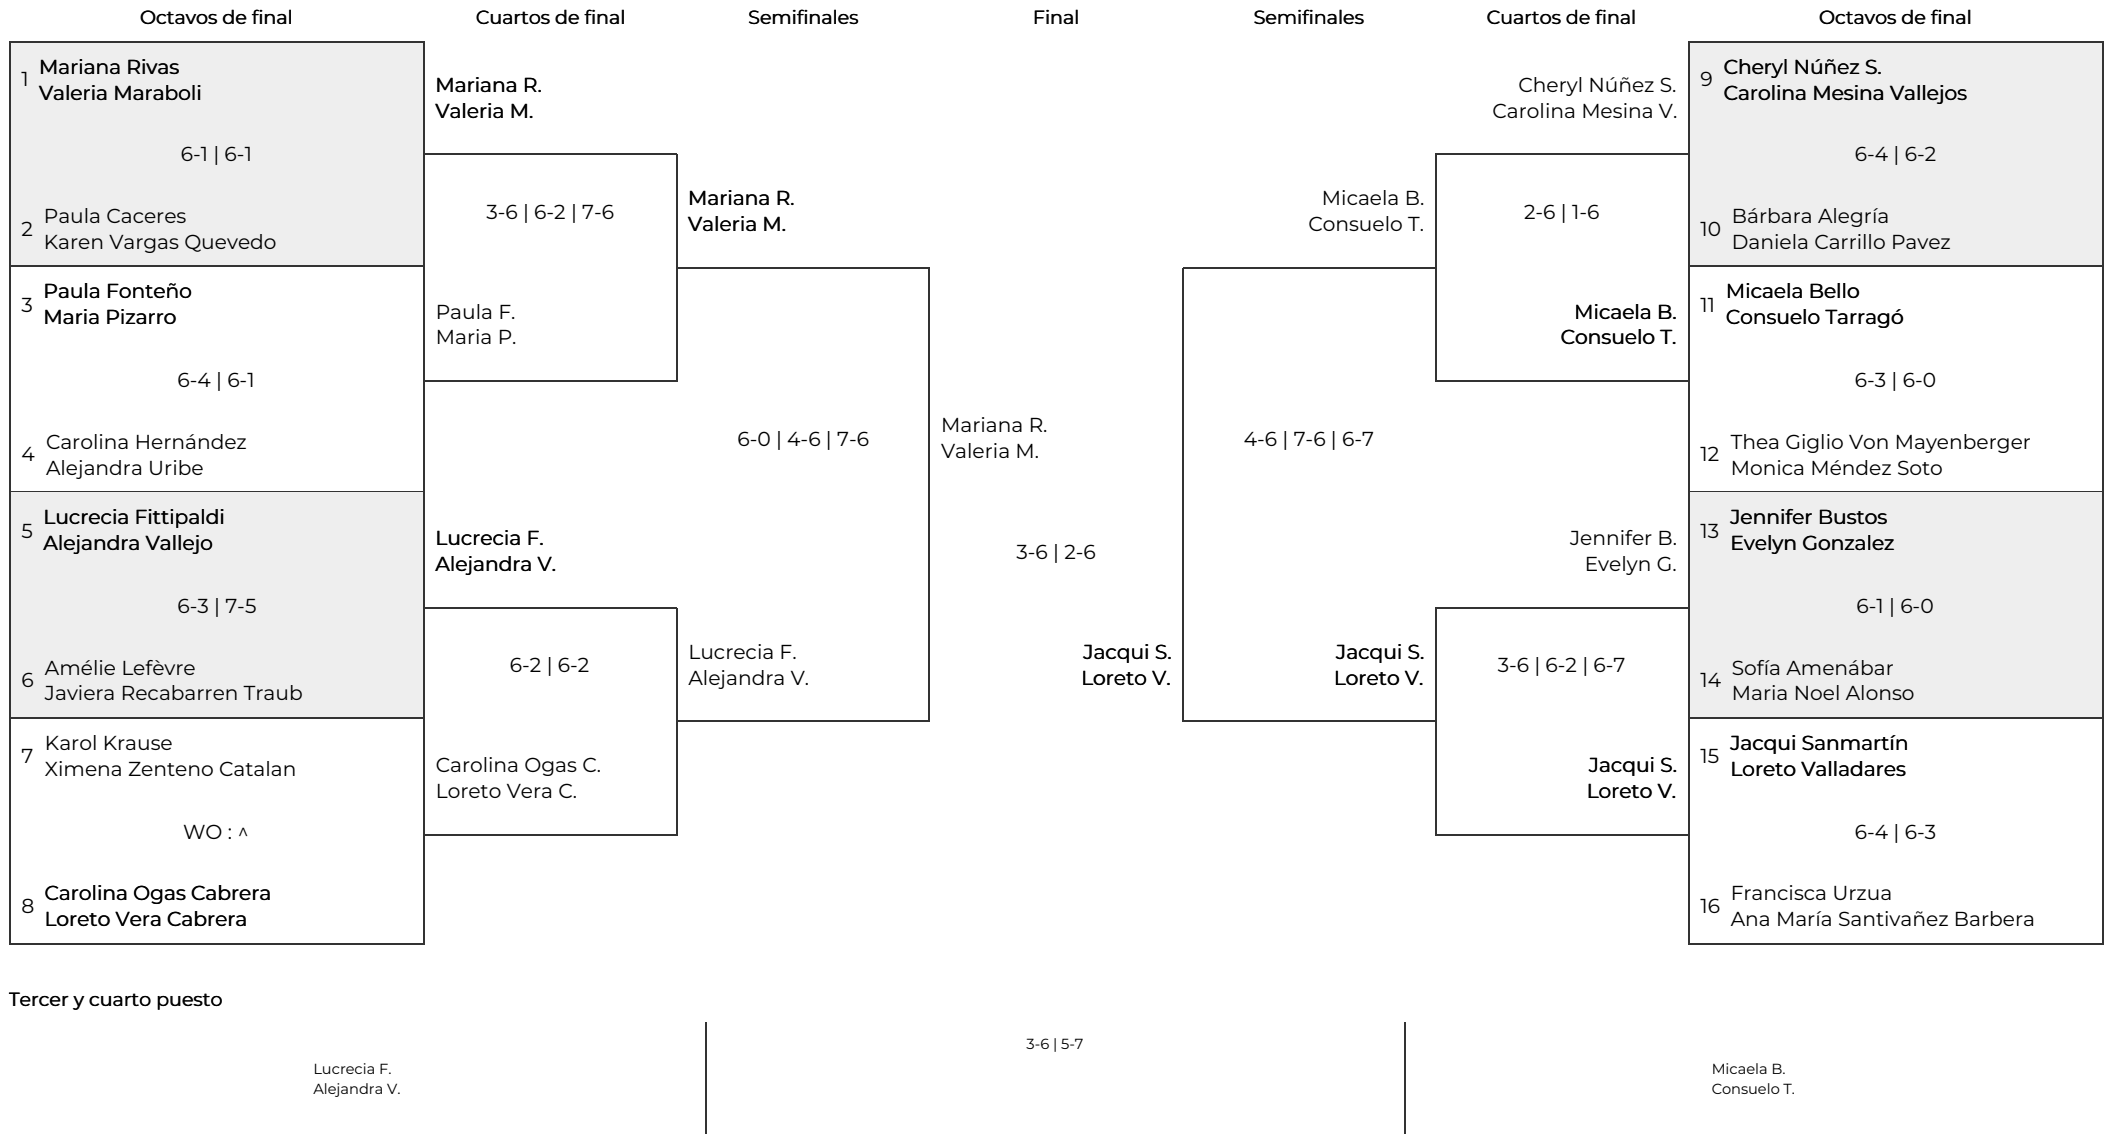 Octavos de final
Cuartos de final
Semifinales
Final
Semifinales
Cuartos de final
Octavos de final
1
Mariana Rivas
Valeria Maraboli
6-1 | 6-1
2
Paula Caceres
Karen Vargas Quevedo
3
Paula Fonteño
Maria Pizarro
6-4 | 6-1
4
Carolina Hernández
Alejandra Uribe
5
Lucrecia Fittipaldi
Alejandra Vallejo
6-3 | 7-5
6
Amélie Lefèvre
Javiera Recabarren Traub
7
Karol Krause
Ximena Zenteno Catalan
WO : ^
8
Carolina Ogas Cabrera
Loreto Vera Cabrera
Mariana R.
Valeria M.
3-6 | 6-2 | 7-6
Paula F.
Maria P.
Lucrecia F.
Alejandra V.
6-2 | 6-2
Carolina Ogas C.
Loreto Vera C.
Mariana R.
Valeria M.
6-0 | 4-6 | 7-6
Lucrecia F.
Alejandra V.
Mariana R.
Valeria M.
3-6 | 2-6
Jacqui S.
Loreto V.
Micaela B.
Consuelo T.
4-6 | 7-6 | 6-7
Jacqui S.
Loreto V.
Cheryl Núñez S.
Carolina Mesina V.
2-6 | 1-6
Micaela B.
Consuelo T.
Jennifer B.
Evelyn G.
3-6 | 6-2 | 6-7
Jacqui S.
Loreto V.
9
Cheryl Núñez S.
Carolina Mesina Vallejos
6-4 | 6-2
10
Bárbara Alegría
Daniela Carrillo Pavez
11
Micaela Bello
Consuelo Tarragó
6-3 | 6-0
12
Thea Giglio Von Mayenberger
Monica Méndez Soto
13
Jennifer Bustos
Evelyn Gonzalez
6-1 | 6-0
14
Sofía Amenábar
Maria Noel Alonso
15
Jacqui Sanmartín
Loreto Valladares
6-4 | 6-3
16
Francisca Urzua
Ana María Santivañez Barbera
Tercer y cuarto puesto
Lucrecia F.
Alejandra V.
3-6 | 5-7
Micaela B.
Consuelo T.